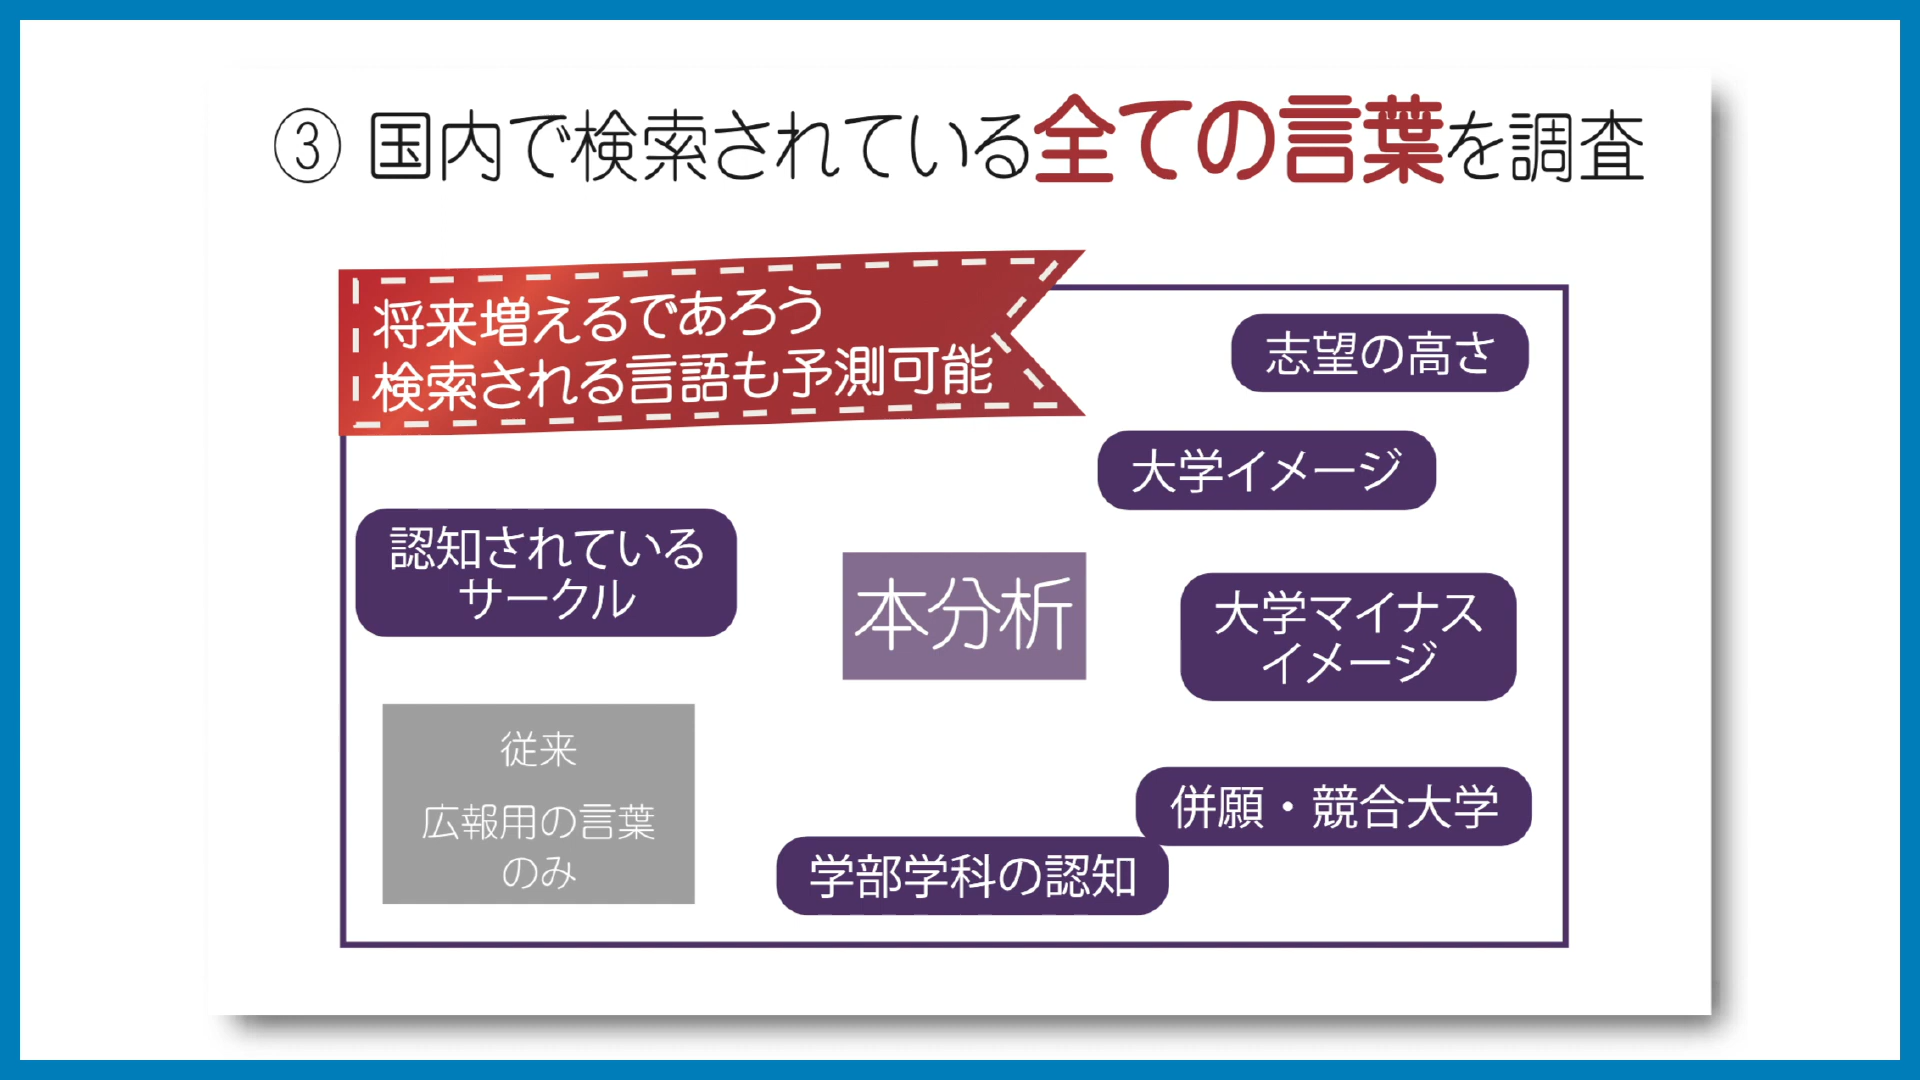 ③ 国内で検索されている全ての言葉を調査
将来増えるであろう
検索される言語も予測可能
志望の高さ
大学イメージ
認知されている
サークル
本分析
大学マイナス
イメージ
従来
広報用の言葉
のみ
併願・競合大学
学部学科の認知